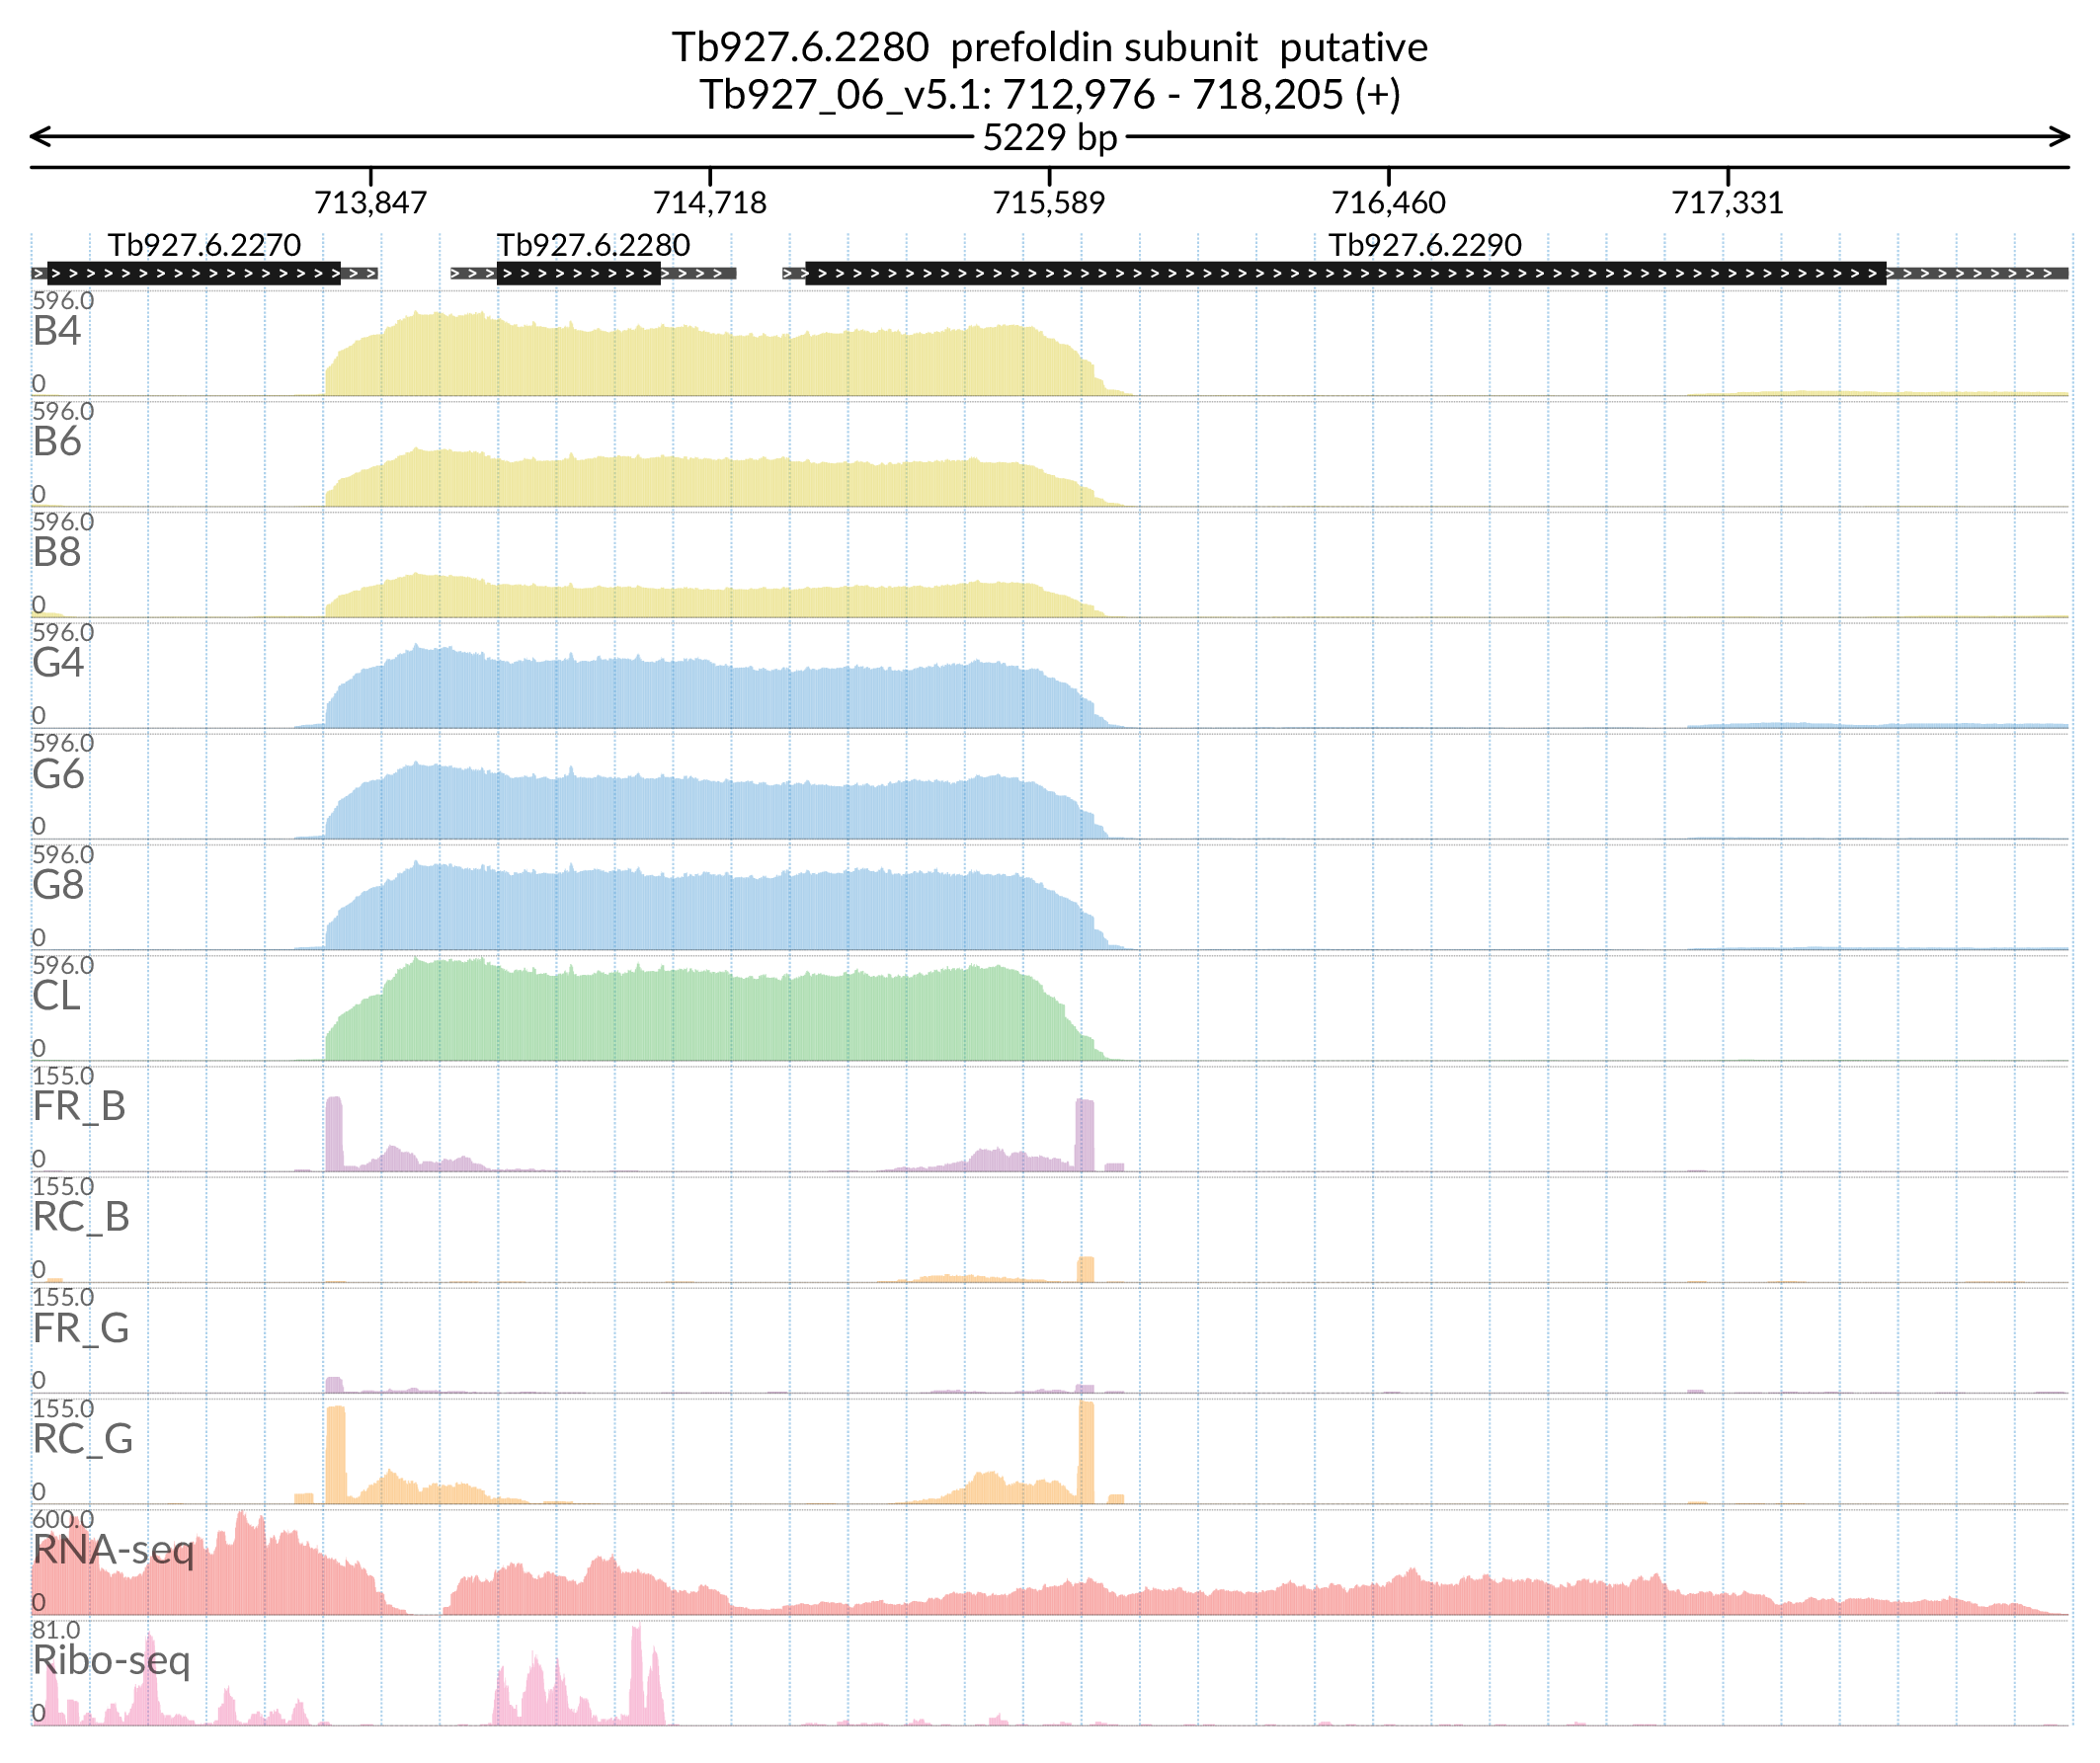 Tb927.6.2280  prefoldin subunit  putative
Tb927_06_v5.1: 712,976 - 718,205 (+)
5229 bp
713,847 714,718 715,589 716,460 717,331
Tb927.6.2270 Tb927.6.2280 Tb927.6.2290
596.0
B4
0
596.0
B6
0
596.0
B8
0
596.0
G4
0
596.0
G6
0
596.0
G8
0
596.0
CL
0
155.0
FR_B
0
155.0
RC_B
0
155.0
FR_G
0
155.0
RC_G
0
600.0
RNA-seq
0
81.0
Ribo-seq
0